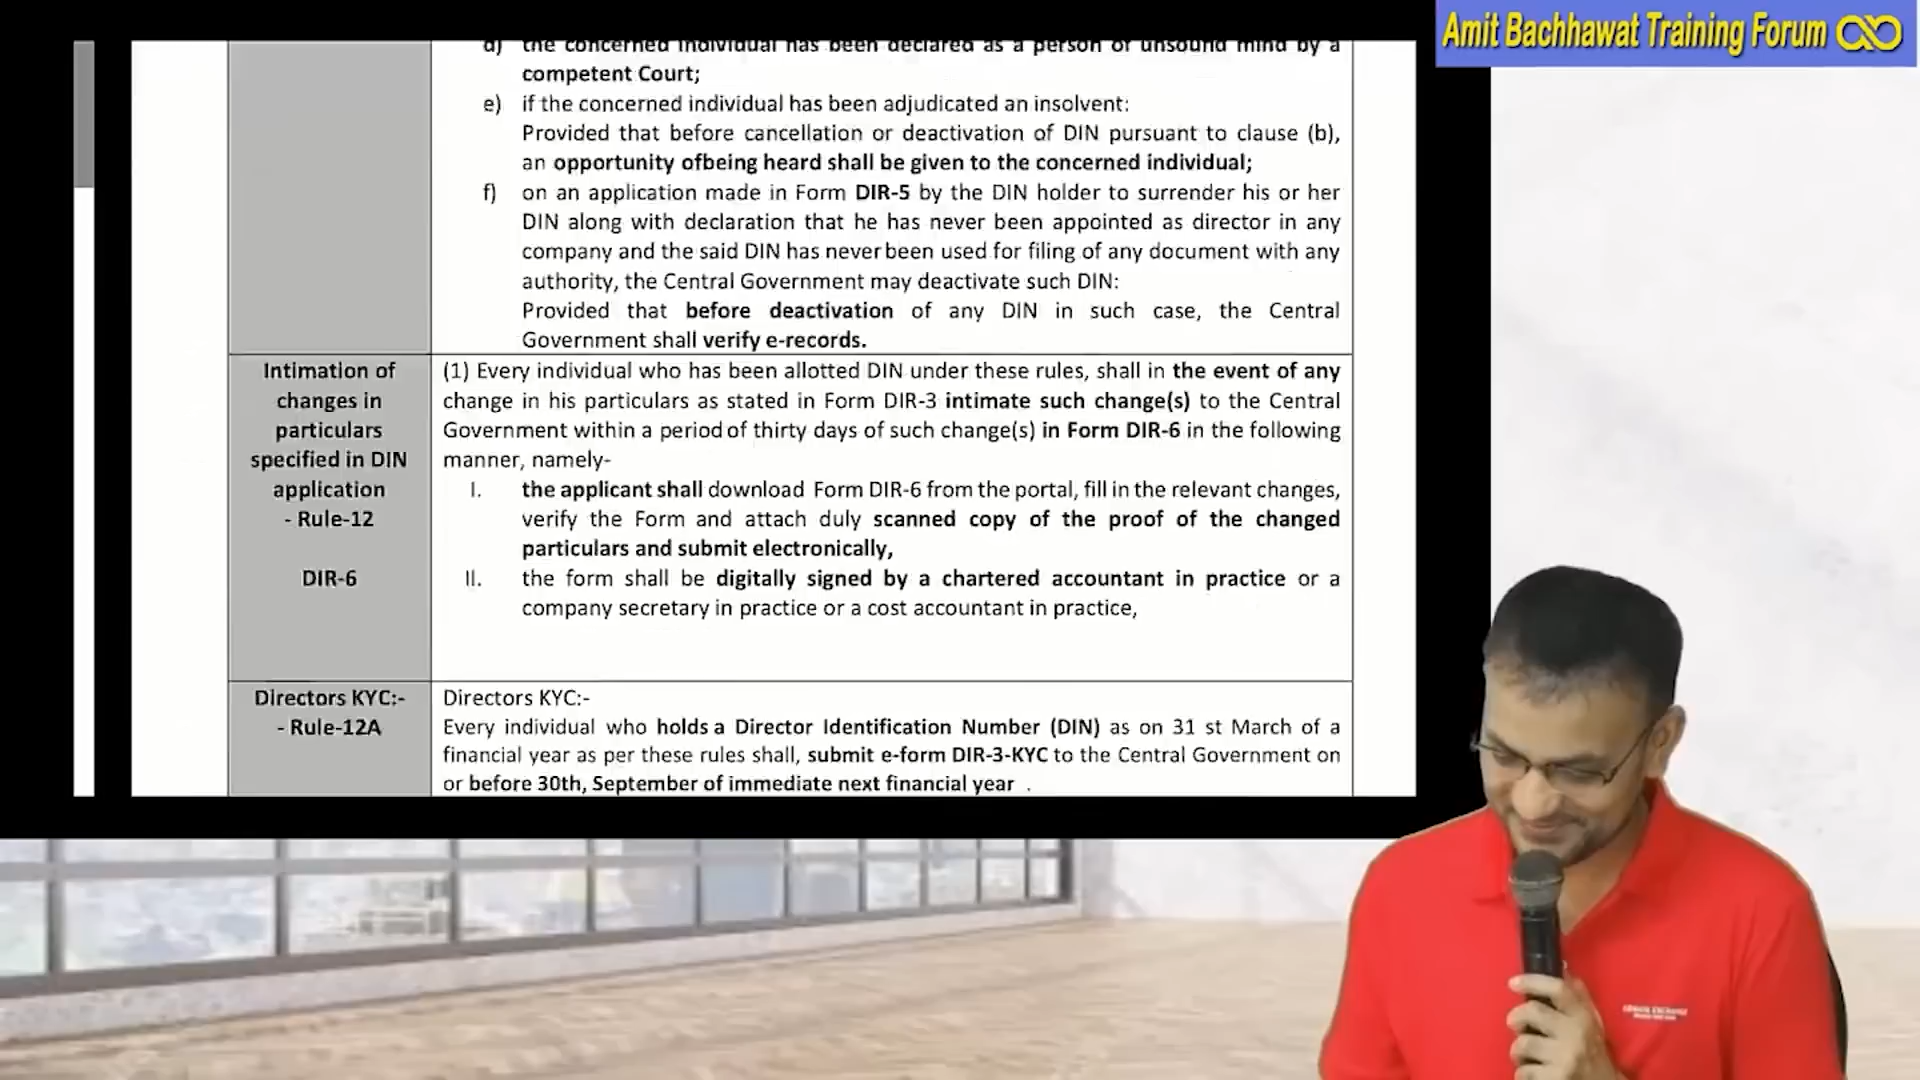 Amit Bachhawat Training Forum
d) the concerned individual has been declared as a person of unsound mind by a
competent Court;
e) if the concerned individual has been adjudicated an insolvent:
Provided that before cancellation or deactivation of DIN pursuant to clause (b),
an opportunity ofbeing heard shall be given to the concerned individual;
f) on an application made in Form DIR-5 by the DIN holder to surrender his or her
DIN along with declaration that he has never been appointed as director in any
company and the said DIN has never been used for filing of any document with any
authority, the Central Government may deactivate such DIN:
Provided that before deactivation of any DIN in such case, the Central
Government shall verify e-records.
Intimation of
changes in
particulars
specified in DIN
application
- Rule-12
DIR-6
(1) Every individual who has been allotted DIN under these rules, shall in the event of any
change in his particulars as stated in Form DIR-3 intimate such change(s) to the Central
Government within a period of thirty days of such change(s) in Form DIR-6 in the following
manner, namely-
I. the applicant shall download Form DIR-6 from the portal, fill in the relevant changes,
verify the Form and attach duly scanned copy of the proof of the changed
particulars and submit electronically,
II. the form shall be digitally signed by a chartered accountant in practice or a
company secretary in practice or a cost accountant in practice,
Directors KYC:-
- Rule-12A
Directors KYC:-
Every individual who holds a Director Identification Number (DIN) as on 31 st March of a
financial year as per these rules shall, submit e-form DIR-3-KYC to the Central Government on
or before 30th, September of immediate next financial year .